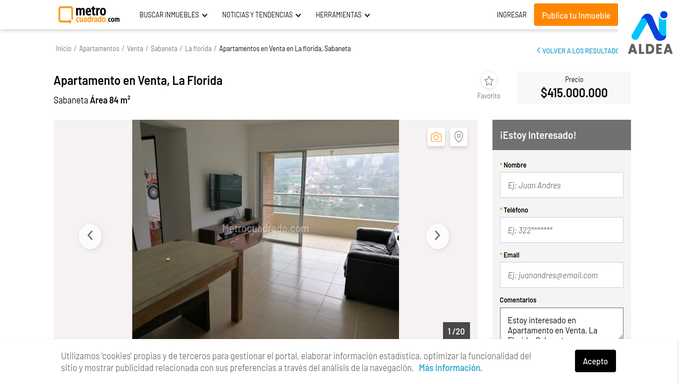 metro
cuadrado.com
BUSCAR INMUEBLES
NOTICIAS Y TENDENCIAS
HERRAMIENTAS
INGRESAR
Publica tu Inmueble
ALDEA
Inicio / Apartamentos / Venta / Sabaneta / La florida / Apartamentos en Venta en La florida, Sabaneta
VOLVER A LOS RESULTADO
Apartamento en Venta, La Florida
Sabaneta Área 84 m²
Favorito
Precio
$415.000.000
Metrocuadrado.com
1/20
¡Estoy Interesado!
* Nombre
Ej: Juan Andres
* Teléfono
Ej: 322*******
* Email
Ej: juanandres@email.com
Comentarios
Estoy interesado en
Apartamento en Venta, La
Utilizamos 'cookies' propias y de terceros para gestionar el portal, elaborar información estadística, optimizar la funcionalidad del
sitio y mostrar publicidad relacionada con sus preferencias a través del análisis de la navegación. Más información.
Acepto